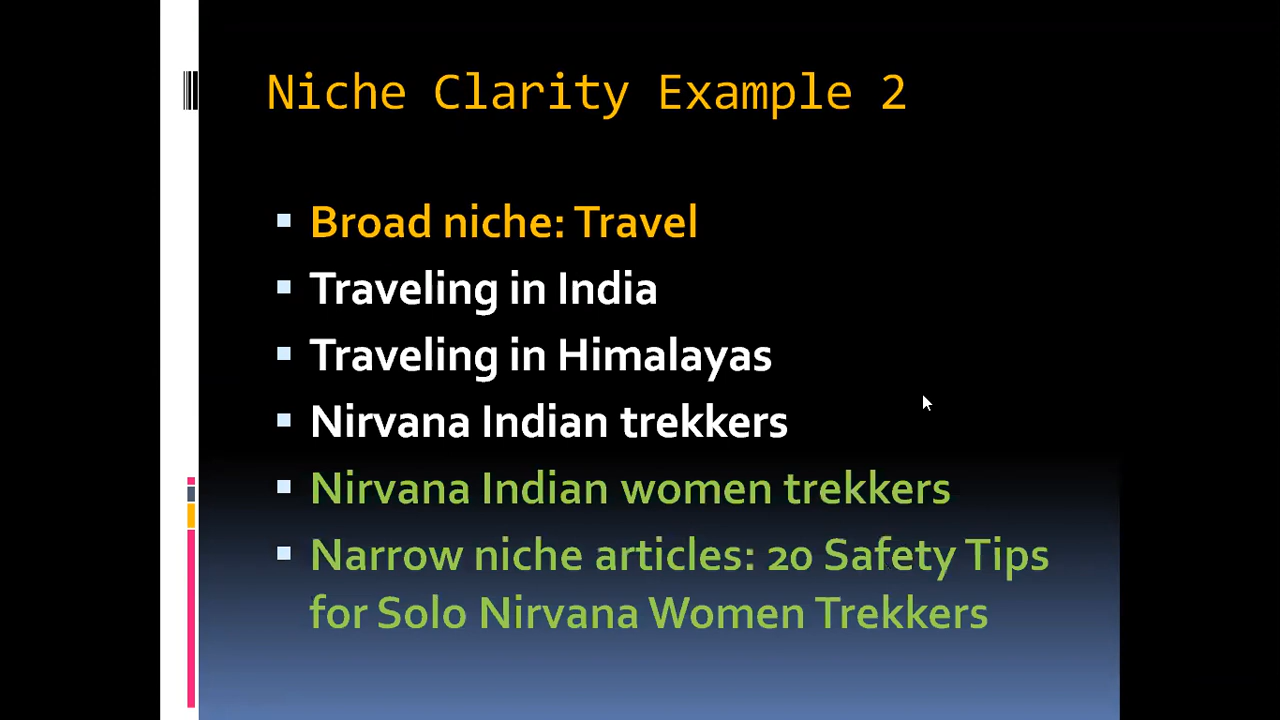 Niche Clarity Example 2
Broad niche: Travel
Traveling in India
Traveling in Himalayas
Nirvana Indian trekkers
Nirvana Indian women trekkers
Narrow niche articles: 20 Safety Tips
for Solo Nirvana Women Trekkers